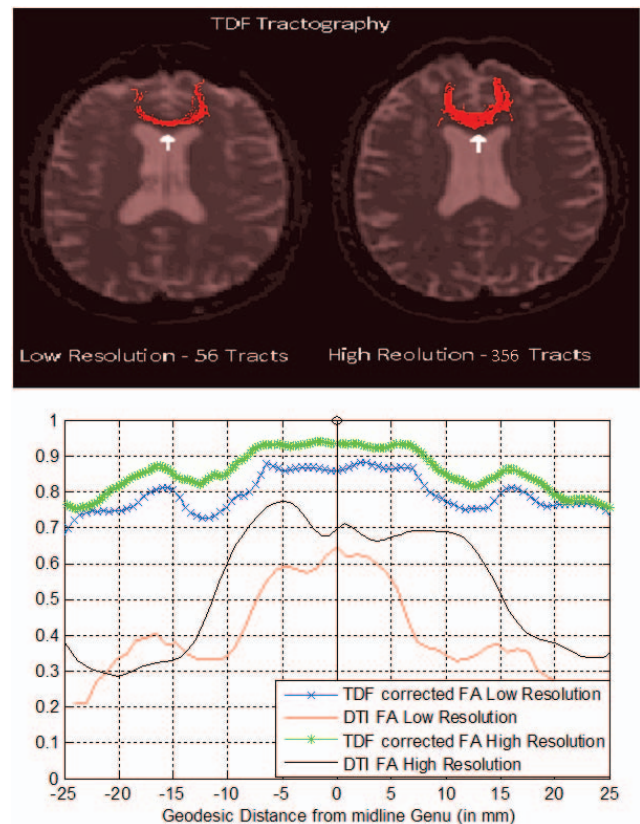 TDF Tractography
Low Resolution - 56 Tracts
High Reolution - 356 Tracts
1
0.9
0.8
0.7
0.6
0.5
0.4
0.3
0.2
0.1
0
-25 -20 -15 -10 -5 0 5 10 15 20 25
TDF corrected FA Low Resolution
DTI FA Low Resolution
TDF corrected FA High Resolution
DTI FA High Resolution
Geodesic Distance from midline Genu (in mm)